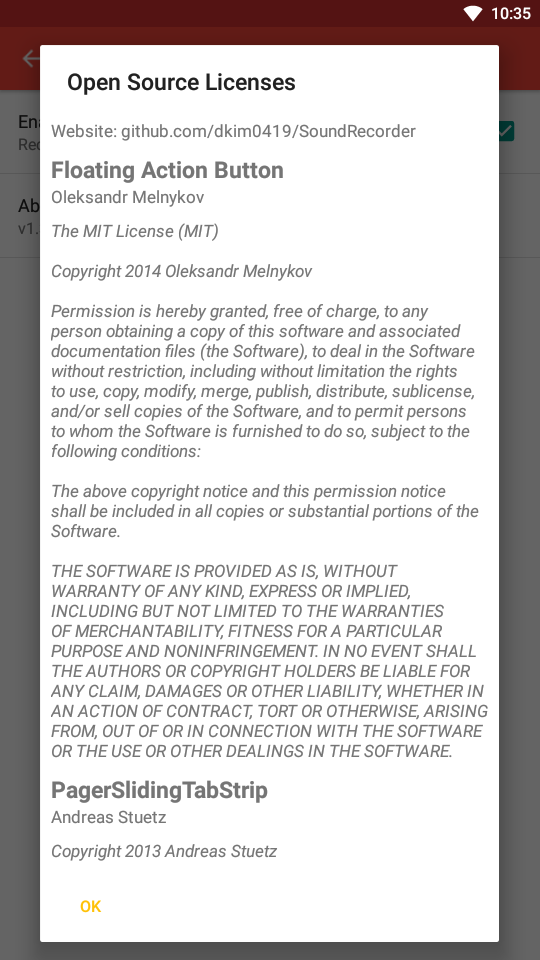 10:35
Open Source Licenses
Website: github.com/dkim0419/SoundRecorder
Floating Action Button
Oleksandr Melnykov
The MIT License (MIT)
Copyright 2014 Oleksandr Melnykov
Permission is hereby granted, free of charge, to any
person obtaining a copy of this software and associated
documentation files (the Software), to deal in the Software
without restriction, including without limitation the rights
to use, copy, modify, merge, publish, distribute, sublicense,
and/or sell copies of the Software, and to permit persons
to whom the Software is furnished to do so, subject to the
following conditions:
The above copyright notice and this permission notice
shall be included in all copies or substantial portions of the
Software.
THE SOFTWARE IS PROVIDED AS IS, WITHOUT
WARRANTY OF ANY KIND, EXPRESS OR IMPLIED,
INCLUDING BUT NOT LIMITED TO THE WARRANTIES
OF MERCHANTABILITY, FITNESS FOR A PARTICULAR
PURPOSE AND NONINFRINGEMENT. IN NO EVENT SHALL
THE AUTHORS OR COPYRIGHT HOLDERS BE LIABLE FOR
ANY CLAIM, DAMAGES OR OTHER LIABILITY, WHETHER IN
AN ACTION OF CONTRACT, TORT OR OTHERWISE, ARISING
FROM, OUT OF OR IN CONNECTION WITH THE SOFTWARE
OR THE USE OR OTHER DEALINGS IN THE SOFTWARE.
PagerSlidingTabStrip
Andreas Stuetz
Copyright 2013 Andreas Stuetz
OK